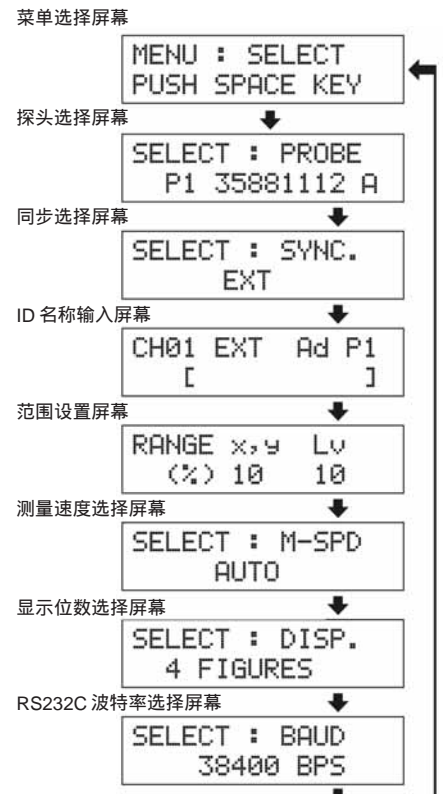 菜单选择屏幕
MENU : SELECT
PUSH SPACE KEY
探头选择屏幕
SELECT : PROBE
P1 35881112 A
同步选择屏幕
SELECT : SYNC.
EXT
ID 名称输入屏幕
CH01 EXT Ad P1
[ ]
范围设置屏幕
RANGE x,y Lv
(%) 10 10
测量速度选择屏幕
SELECT : M-SPD
AUTO
显示位数选择屏幕
SELECT : DISP.
4 FIGURES
RS232C 波特率选择屏幕
SELECT : BAUD
38400 BPS